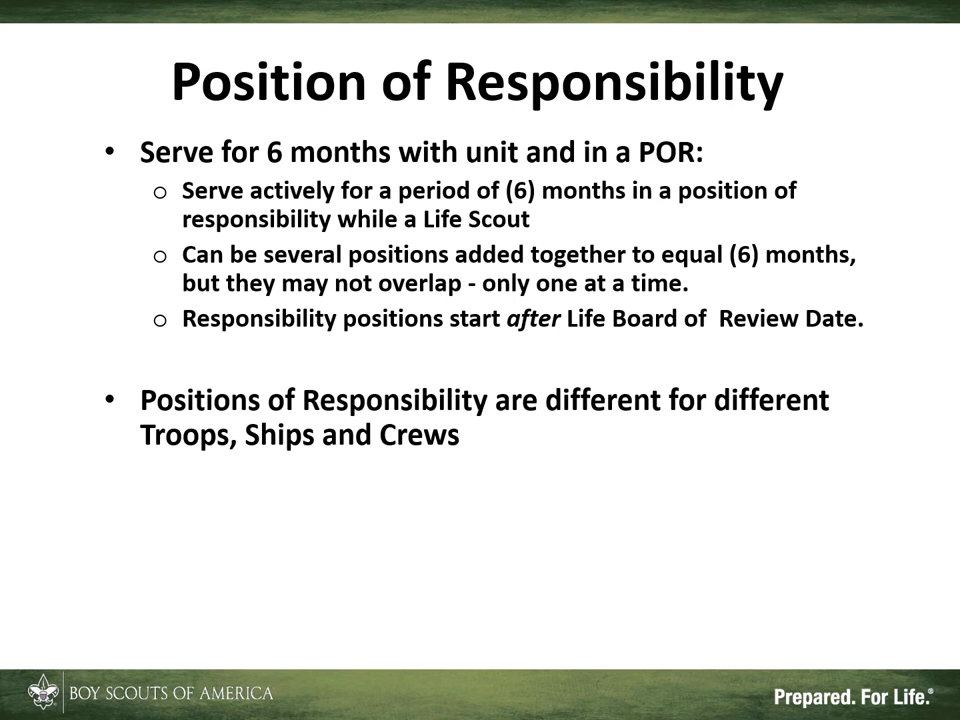 Position of Responsibility
• Serve for 6 months with unit and in a POR:
o Serve actively for a period of (6) months in a position of
responsibility while a Life Scout
o Can be several positions added together to equal (6) months,
but they may not overlap - only one at a time.
o Responsibility positions start after Life Board of  Review Date.
• Positions of Responsibility are different for different
Troops, Ships and Crews
BOY SCOUTS OF AMERICA
Prepared. For Life.®